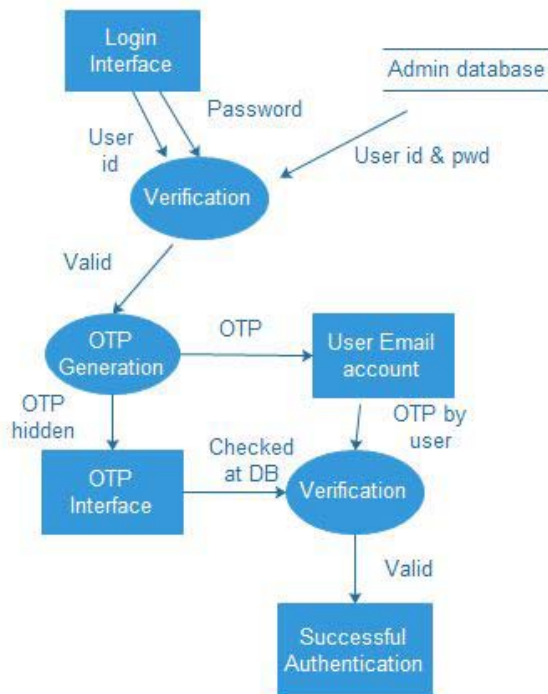 Login
Interface
Admin database
Password
User
id
User id & pwd
Verification
Valid
OTP
Generation
OTP
User Email
account
OTP
hidden
OTP by
user
Checked
at DB
OTP
Interface
Verification
Valid
Successful
Authentication